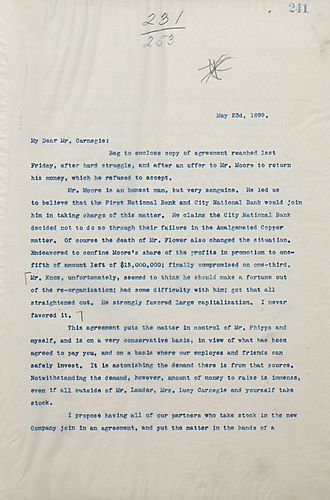 231
253
241
May 23d, 1899.
My Dear Mr. Carnegie:
Beg to enclose copy of agreement reached last
Friday, after hard struggle, and after an offer to Mr. Moore to return
his money, which he refused to accept.
Mr. Moore is an honest man, but very sanguine. He led us
to believe that the First National Bank and City National Bank would join
him in taking charge of this matter. He claims the City National Bank
decided not to do so through their failure in the Amalgamated Copper
matter. Of course the death of Mr. Flower also changed the situation.
Endeavored to confine Moore's share of the profits in promotion to one-
fifth of amount left of $15,000,000; finally compromised on one-third.
Mr. Knox, unfortunately, seemed to think he should make a fortune out
of the re-organization; had some difficulty with him; got that all
straightened out. He strongly favored large capitalization. I never
favored it.
This agreement puts the matter in control of Mr. Phipps and
myself, and is on a very conservative basis, in view of what has been
agreed to pay you, and on a basis where our employes and friends can
safely invest. It is astonishing the demand there is from that source.
Notwithstanding the demand, however, amount of money to raise is immense,
even if all outside of Mr. Lauder, Mrs. Lucy Carnegie and yourself take
stock.
I propose having all of our partners who take stock in the new
Company join in an agreement, and put the matter in the hands of a